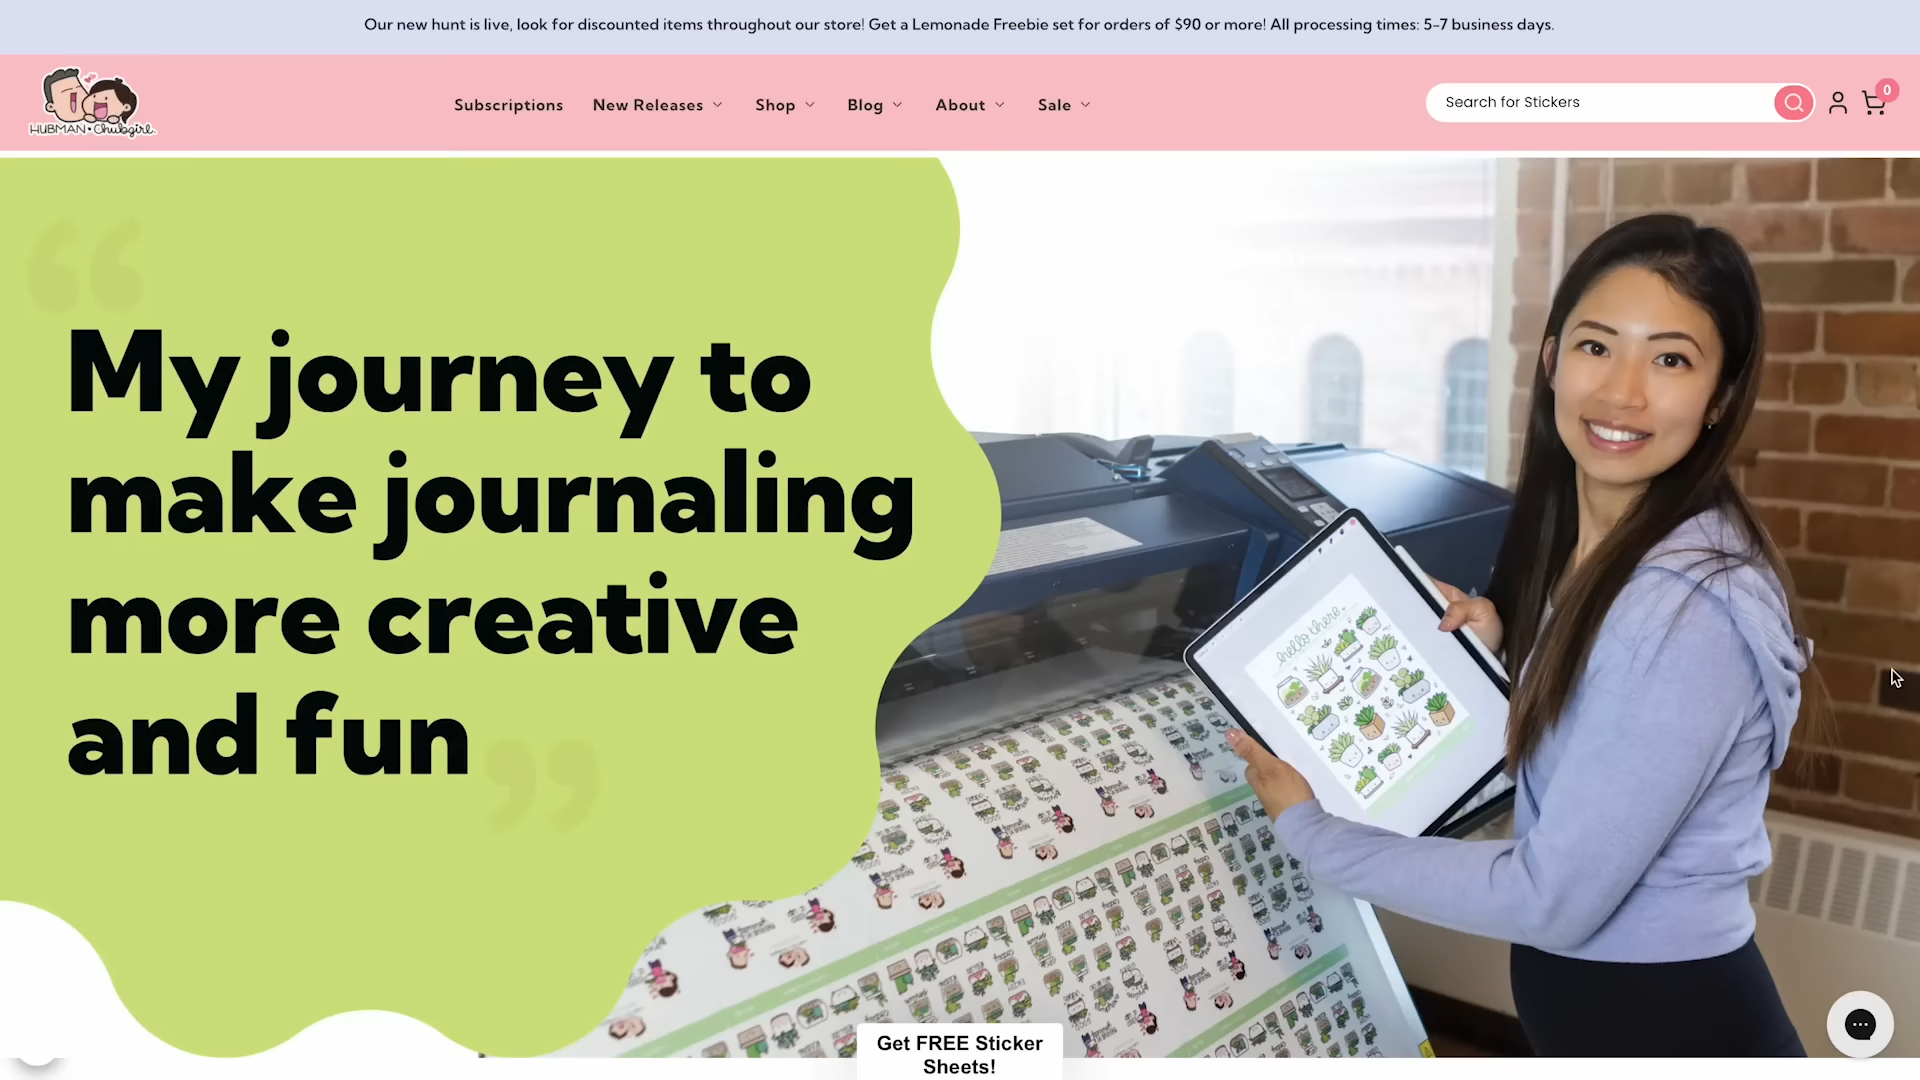 Our new hunt is live, look for discounted items throughout our store! Get a Lemonade Freebie set for orders of $90 or more! All processing times: 5-7 business days.
HUBMAN • Chubgirl
Subscriptions
New Releases
Shop
Blog
About
Sale
Search for Stickers
0
“
My journey to
make journaling
more creative
and fun
”
hello there
Get FREE Sticker
Sheets!